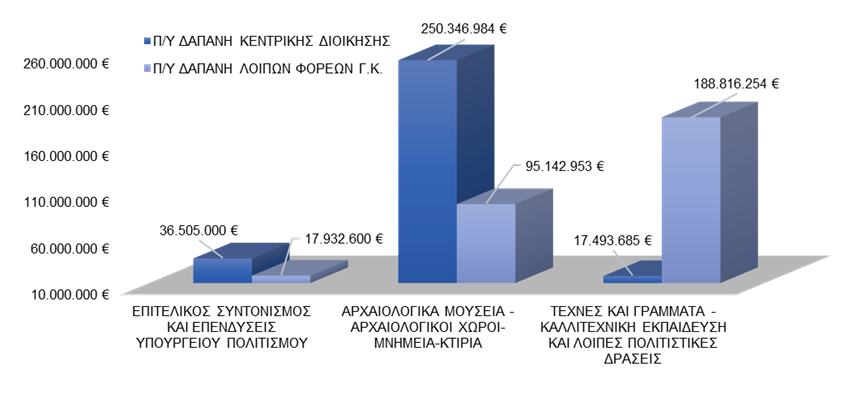 250.346.984 €
Π/Υ ΔΑΠΑΝΗ ΚΕΝΤΡΙΚΗΣ ΔΙΟΙΚΗΣΗΣ
Π/Υ ΔΑΠΑΝΗ ΛΟΙΠΩΝ ΦΟΡΕΩΝ Γ.Κ.
260.000.000 €
210.000.000 €
160.000.000 €
110.000.000 €
60.000.000 €
10.000.000 €
188.816.254 €
95.142.953 €
36.505.000 €
17.932.600 €
17.493.685 €
ΕΠΙΤΕΛΙΚΟΣ ΣΥΝΤΟΝΙΣΜΟΣ
ΚΑΙ ΕΠΕΝΔΥΣΕΙΣ
ΥΠΟΥΡΓΕΙΟΥ ΠΟΛΙΤΙΣΜΟΥ
ΑΡΧΑΙΟΛΟΓΙΚΑ ΜΟΥΣΕΙΑ -
ΑΡΧΑΙΟΛΟΓΙΚΟΙ ΧΩΡΟΙ-
ΜΝΗΜΕΙΑ-ΚΤΙΡΙΑ
ΤΕΧΝΕΣ ΚΑΙ ΓΡΑΜΜΑΤΑ -
ΚΑΛΛΙΤΕΧΝΙΚΗ ΕΚΠΑΙΔΕΥΣΗ
ΚΑΙ ΛΟΙΠΕΣ ΠΟΛΙΤΙΣΤΙΚΕΣ
ΔΡΑΣΕΙΣ